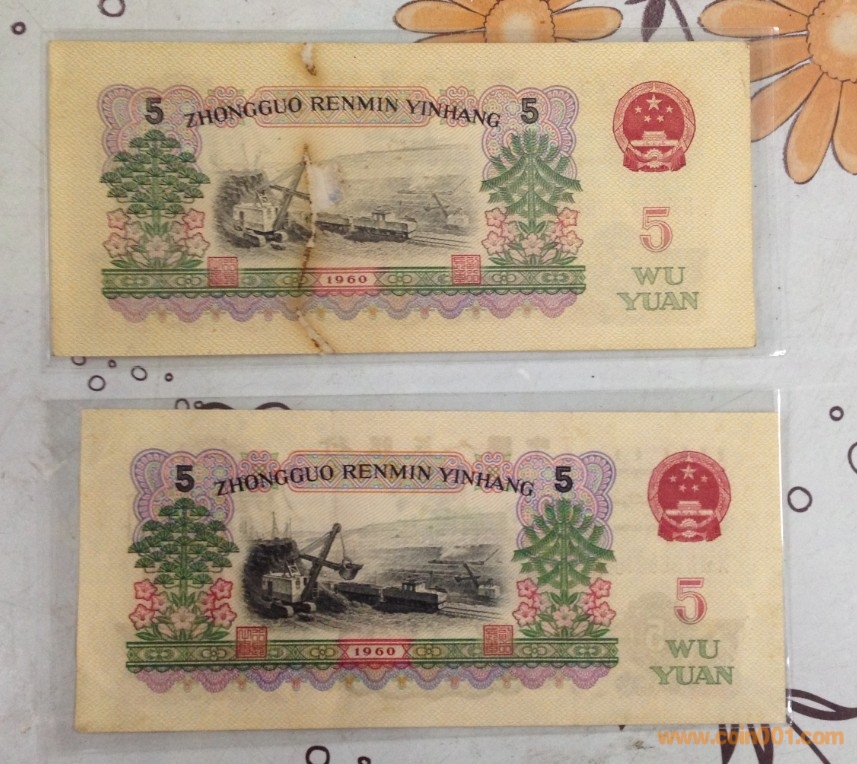 5 ZHONGGUO RENMIN YINHANG 5
1960
5
WU
YUAN
5 ZHONGGUO RENMIN YINHANG 5
1960
5
WU
YUAN
www.coin001.com